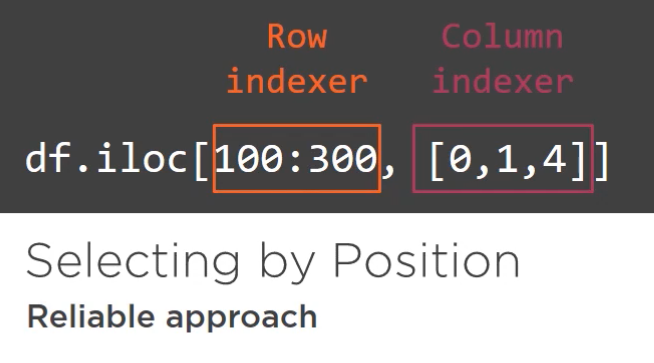 Row Column
indexer indexer
df.iloc[100:300, [0,1,4]]
Selecting by Position
Reliable approach